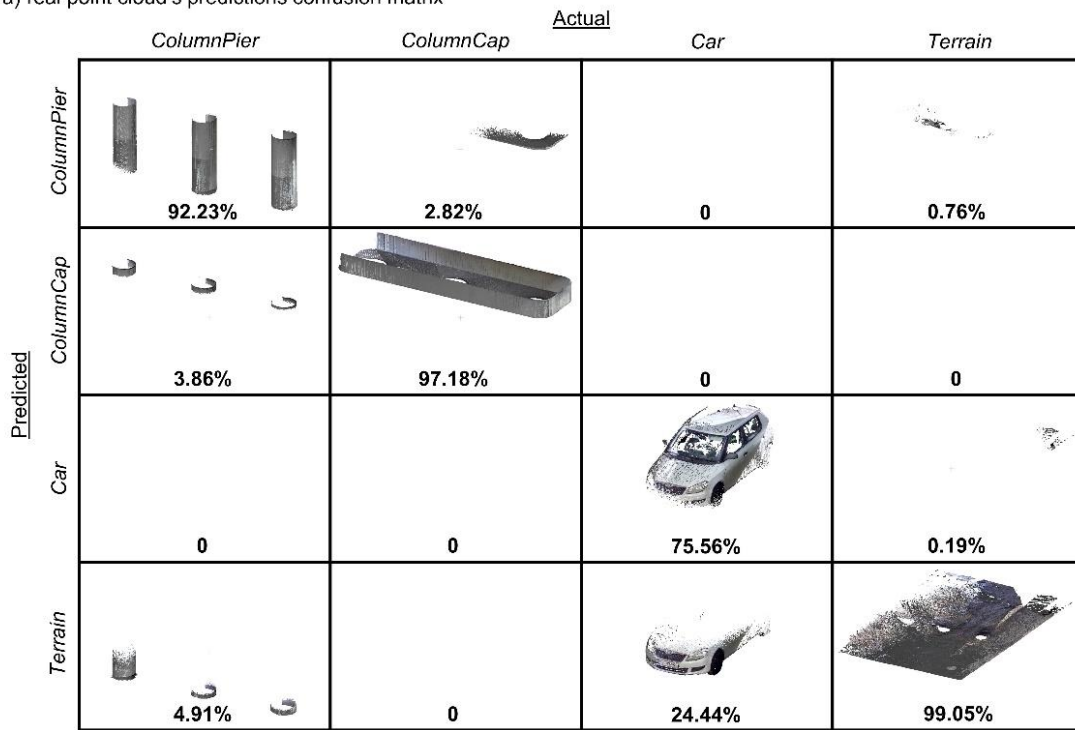 a) real point cloud's predictions confusion matrix
Actual
ColumnPier ColumnCap Car Terrain
Predicted
ColumnPier
92.23% 2.82% 0 0.76%
ColumnCap
3.86% 97.18% 0 0
Car
0 0 75.56% 0.19%
Terrain
4.91% 0 24.44% 99.05%